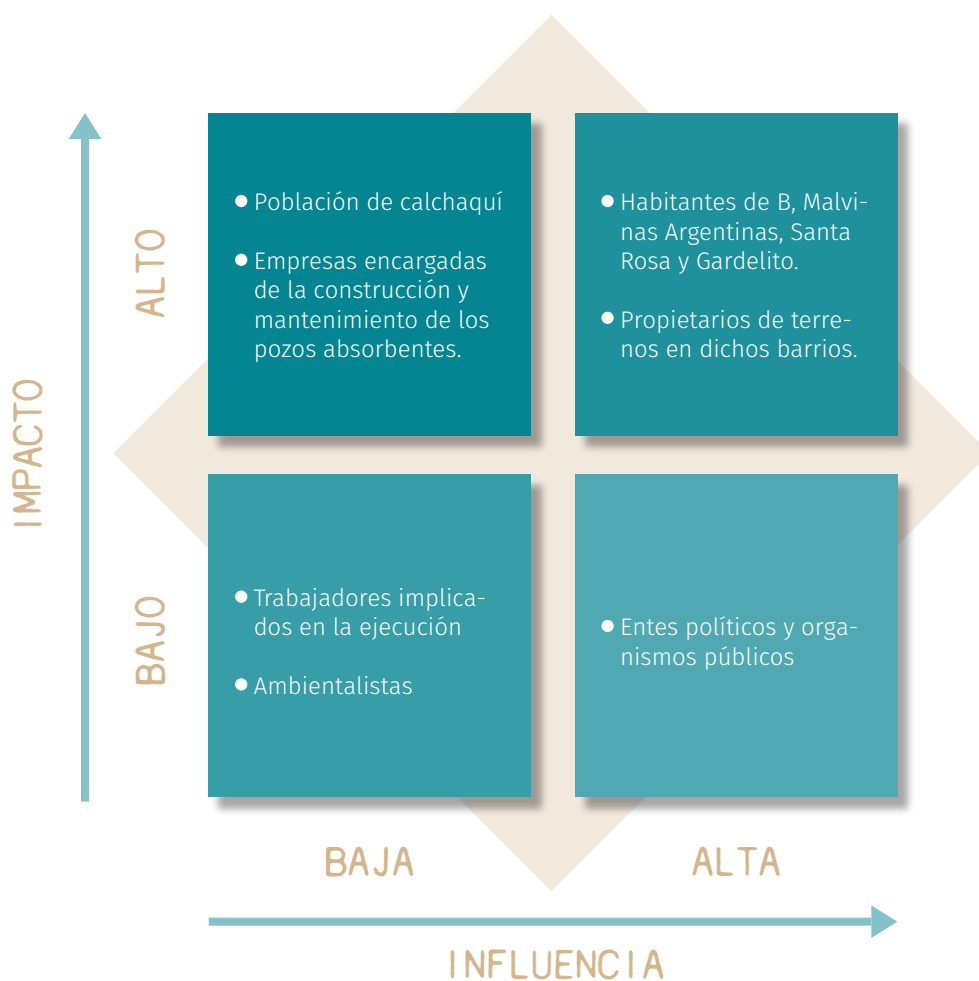 IMPACTO
ALTO
• Población de calchaquí
• Empresas encargadas
de la construcción y
mantenimiento de los
pozos absorbentes.
• Habitantes de B, Malvi-
nas Argentinas, Santa
Rosa y Gardelito.
• Propietarios de terre-
nos en dichos barrios.
BAJO
• Trabajadores implica-
dos en la ejecución
• Ambientalistas
• Entes políticos y orga-
nismos públicos
BAJA
ALTA
INFLUENCIA